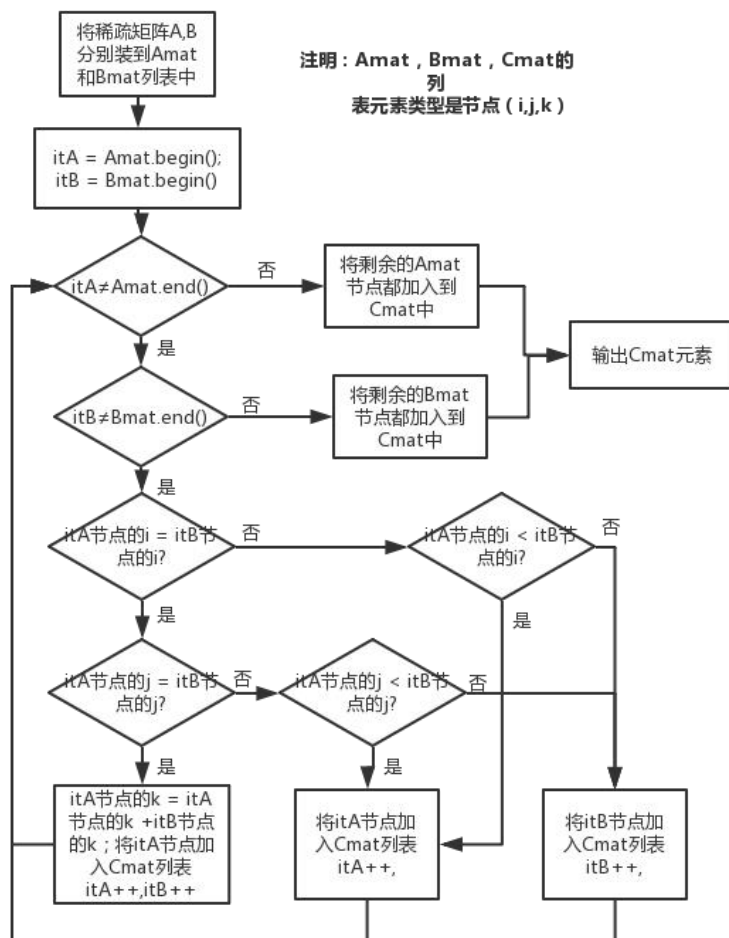 将稀疏矩阵A,B
分别装到Amat
和Bmat列表中
注明：Amat，Bmat，Cmat的
列
表元素类型是节点（i,j,k）
itA = Amat.begin();
itB = Bmat.begin()
itA≠Amat.end()
否
将剩余的Amat
节点都加入到
Cmat中
是
输出Cmat元素
itB≠Bmat.end()
否
将剩余的Bmat
节点都加入到
Cmat中
是
itA节点的i = itB节
点的i?
否
itA节点的i < itB节
点的i?
否
是
是
itA节点的j = itB节
点的j?
否
itA节点的j < itB节
点的j?
否
是
是
itA节点的k = itA
节点的k +itB节点
的k；将itA节点加
入Cmat列表
itA++,itB++
将itA节点加
入Cmat列表
itA++,
将itB节点加
入Cmat列表
itB++,